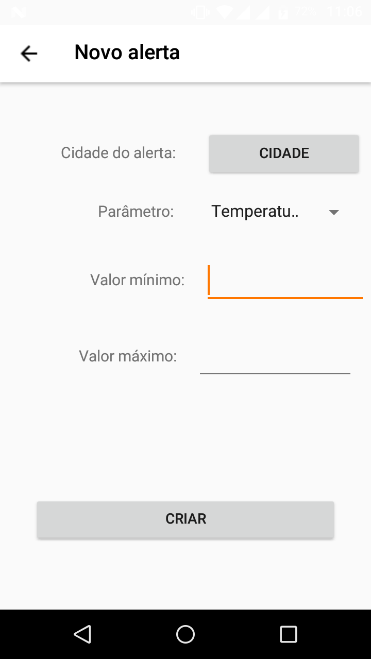 Novo alerta
Cidade do alerta: CIDADE
Parâmetro: Temperatu..
Valor mínimo:
Valor máximo:
CRIAR